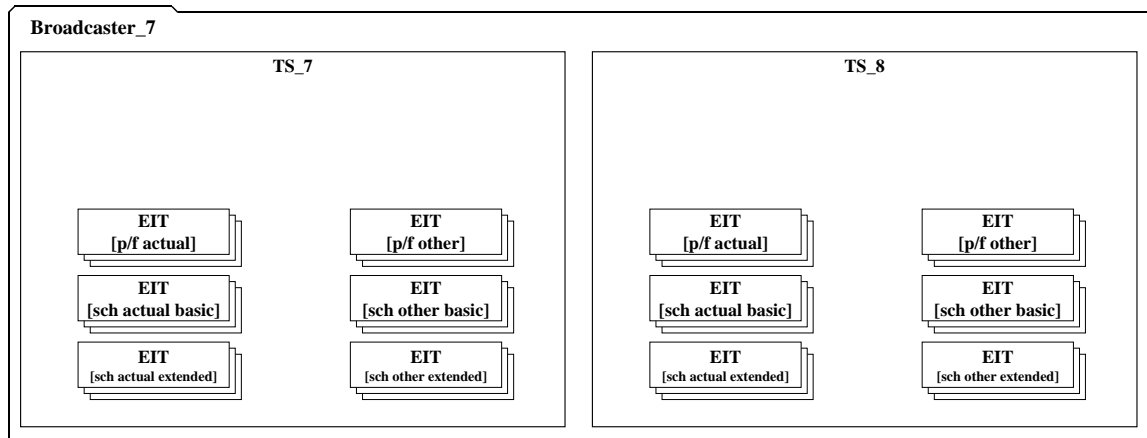 Broadcaster_7
TS_7
EIT
[p/f actual]
EIT
[p/f other]
EIT
[sch actual basic]
EIT
[sch other basic]
EIT
[sch actual extended]
EIT
[sch other extended]
TS_8
EIT
[p/f actual]
EIT
[p/f other]
EIT
[sch actual basic]
EIT
[sch other basic]
EIT
[sch actual extended]
EIT
[sch other extended]